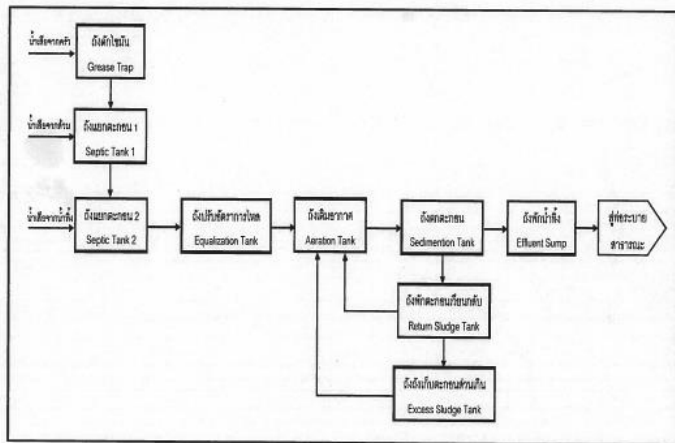 น้ำเสียจากครัว
ถังดักไขมัน
Grease Trap
น้ำเสียจากส้วม
ถังแยกตะกอน 1
Septic Tank 1
น้ำเสียจากน้ำทิ้ง
ถังแยกตะกอน 2
Septic Tank 2
ถังปรับอัตราการไหล
Equalization Tank
ถังเติมอากาศ
Aeration Tank
ถังตกตะกอน
Sedimention Tank
ถังพักน้ำทิ้ง
Effluent Sump
สู่ท่อระบาย
สาธารณะ
ถังพักตะกอนเวียนกลับ
Return Sludge Tank
ถังถังเก็บตะกอนส่วนเกิน
Excess Sludge Tank